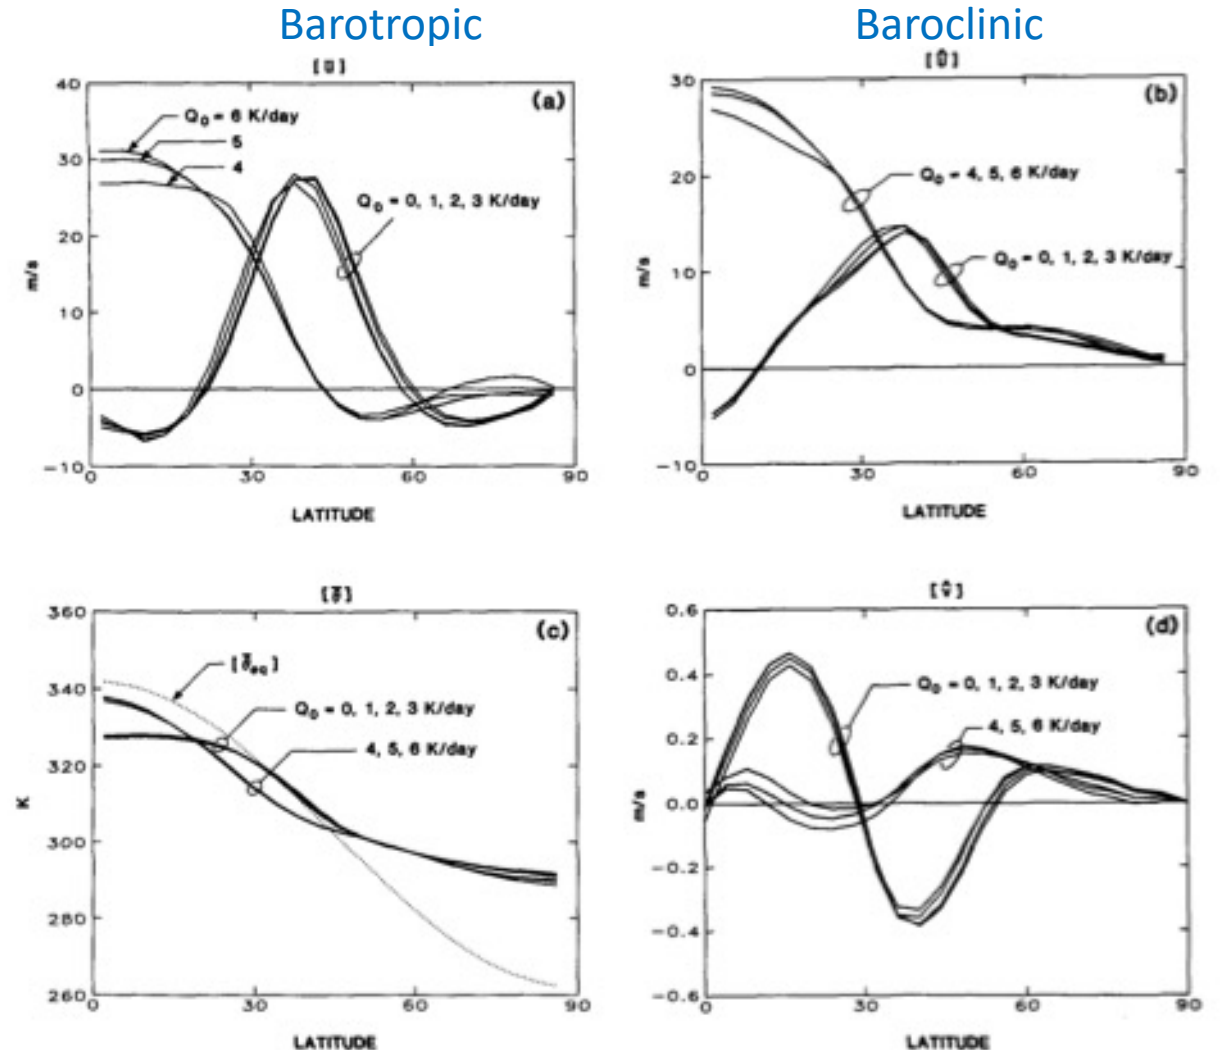 Barotropic
Baroclinic
[ū]
(a)
40
30
20
10
0
−10
m/s
Q₀ = 6 K/day
5
4
Q₀ = 0, 1, 2, 3 K/day
0 30 60 90
LATITUDE
[û]
(b)
30
20
10
0
−10
m/s
Q₀ = 4, 5, 6 K/day
Q₀ = 0, 1, 2, 3 K/day
0 30 60 90
LATITUDE
(c)
360
340
320
300
280
260
K
Q₀ = 0, 1, 2, 3 K/day
4, 5, 6 K/day
0 30 60 90
LATITUDE
[v̂]
(d)
0.6
0.4
0.2
0.0
−0.2
−0.4
−0.6
m/s
Q₀ = 0, 1, 2, 3 K/day
4, 5, 6 K/day
0 30 60 90
LATITUDE